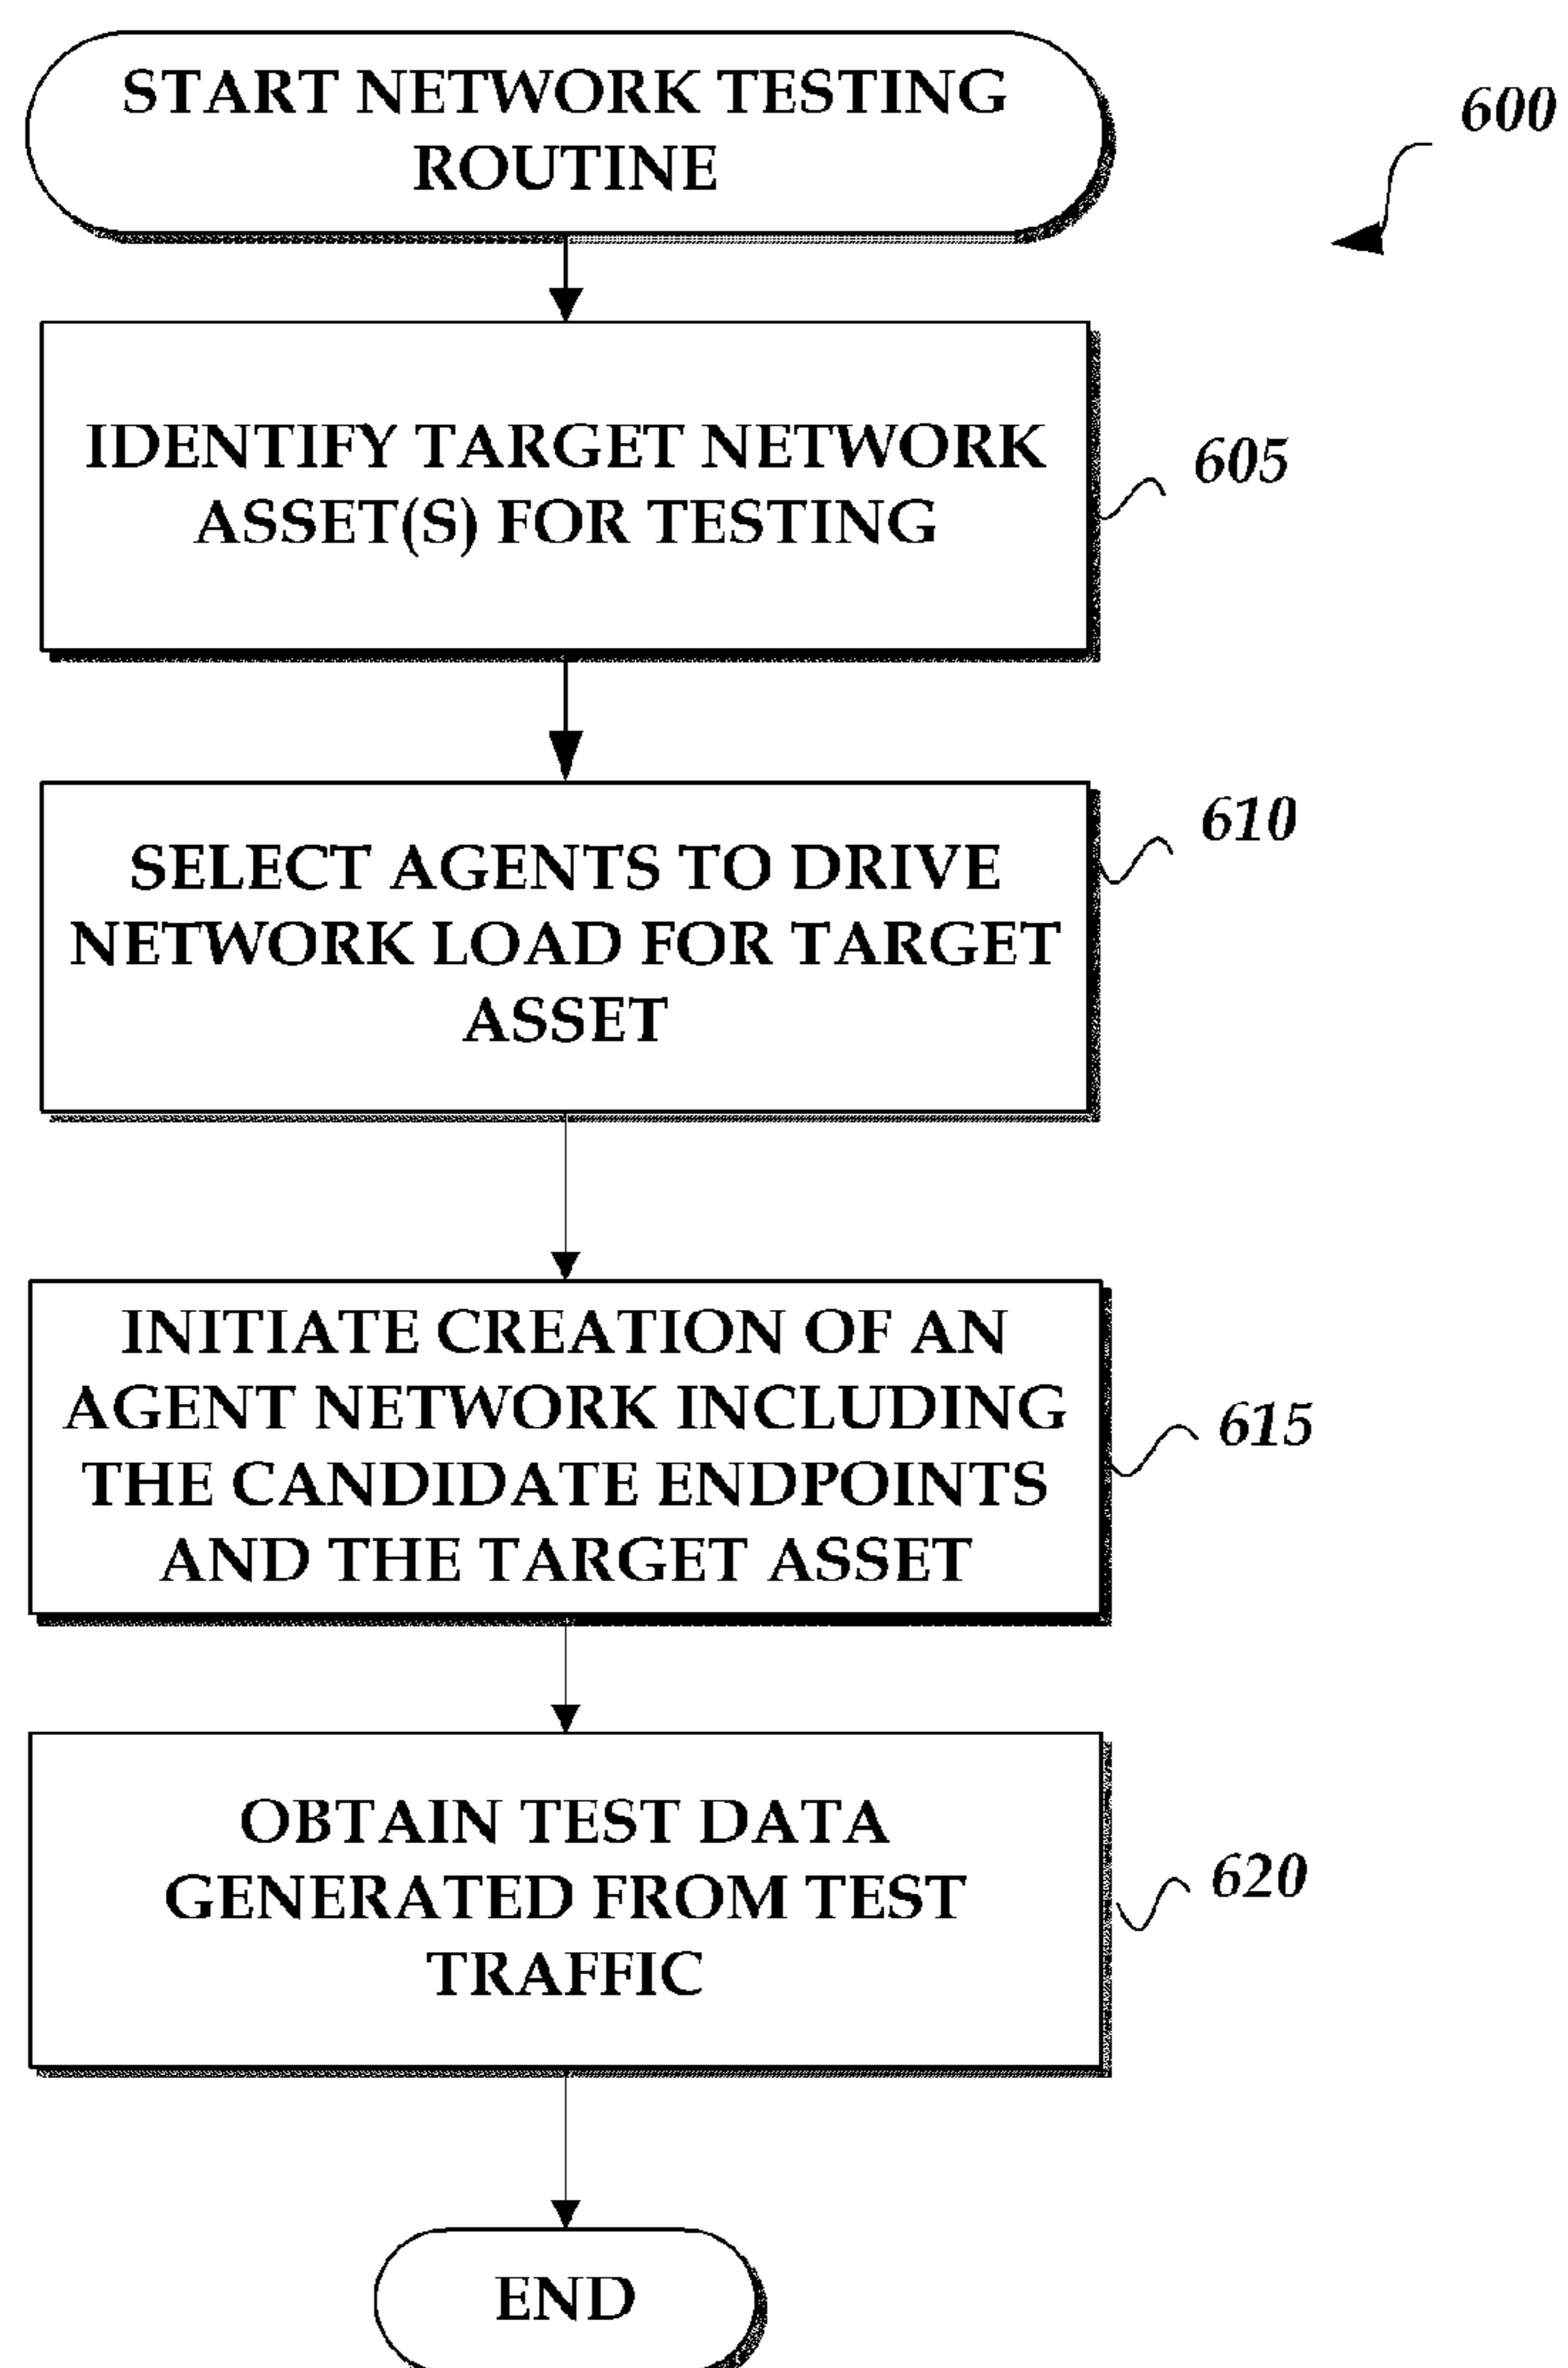 START NETWORK TESTING
ROUTINE
600
IDENTIFY TARGET NETWORK
ASSET(S) FOR TESTING
605
SELECT AGENTS TO DRIVE
NETWORK LOAD FOR TARGET
ASSET
610
INITIATE CREATION OF AN
AGENT NETWORK INCLUDING
THE CANDIDATE ENDPOINTS
AND THE TARGET ASSET
615
OBTAIN TEST DATA
GENERATED FROM TEST
TRAFFIC
620
END